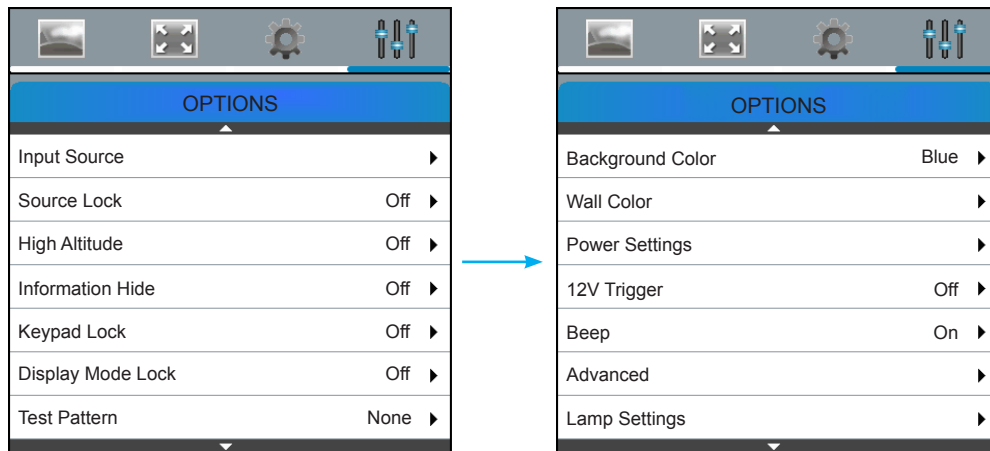 OPTIONS
Input Source
Source Lock Off
High Altitude Off
Information Hide Off
Keypad Lock Off
Display Mode Lock Off
Test Pattern None
OPTIONS
Background Color Blue
Wall Color
Power Settings
12V Trigger Off
Beep On
Advanced
Lamp Settings